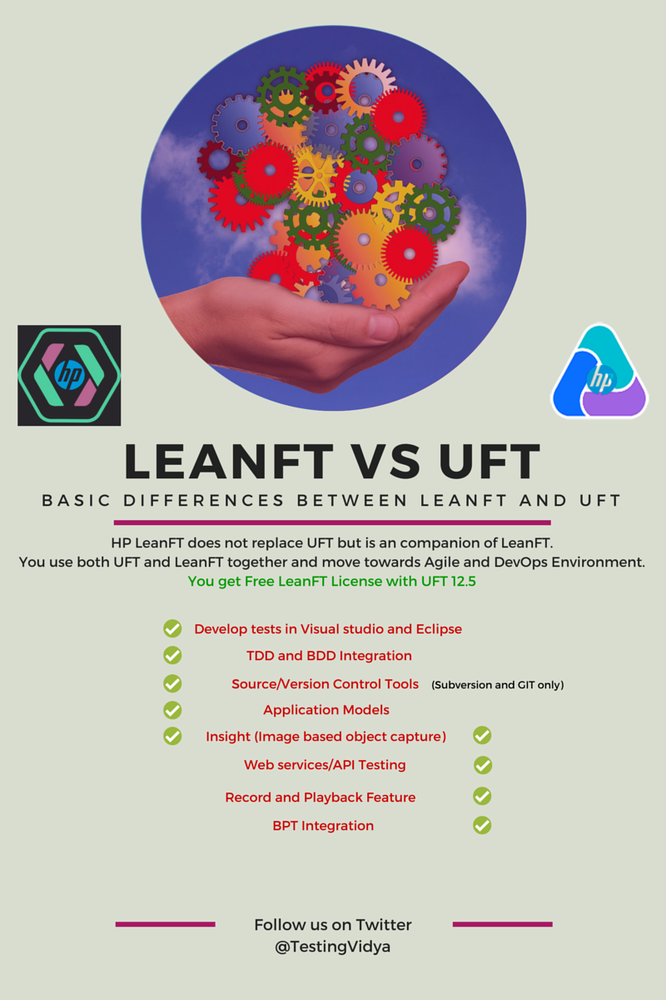 hp
hp
LEANFT VS UFT
BASIC DIFFERENCES BETWEEN LEANFT AND UFT
HP LeanFT does not replace UFT but is an companion of LeanFT.
You use both UFT and LeanFT together and move towards Agile and DevOps Environment.
You get Free LeanFT License with UFT 12.5
Develop tests in Visual studio and Eclipse
TDD and BDD Integration
Source/Version Control Tools (Subversion and GIT only)
Application Models
Insight (Image based object capture)
Web services/API Testing
Record and Playback Feature
BPT Integration
Follow us on Twitter
@TestingVidya